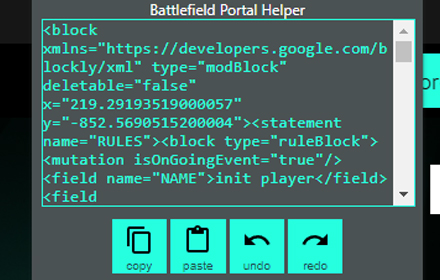 Battlefield Portal Helper
<block
xmlns="https://developers.google.com/b
lockly/xml" type="modBlock"
deletable="false"
x="219.29193519000057"
y="-852.5690515200004"><statement
name="RULES"><block type="ruleBlock">
<mutation isOnGoingEvent="true"/>
<field name="NAME">init player</field>
<field
or
copy
paste
undo
redo